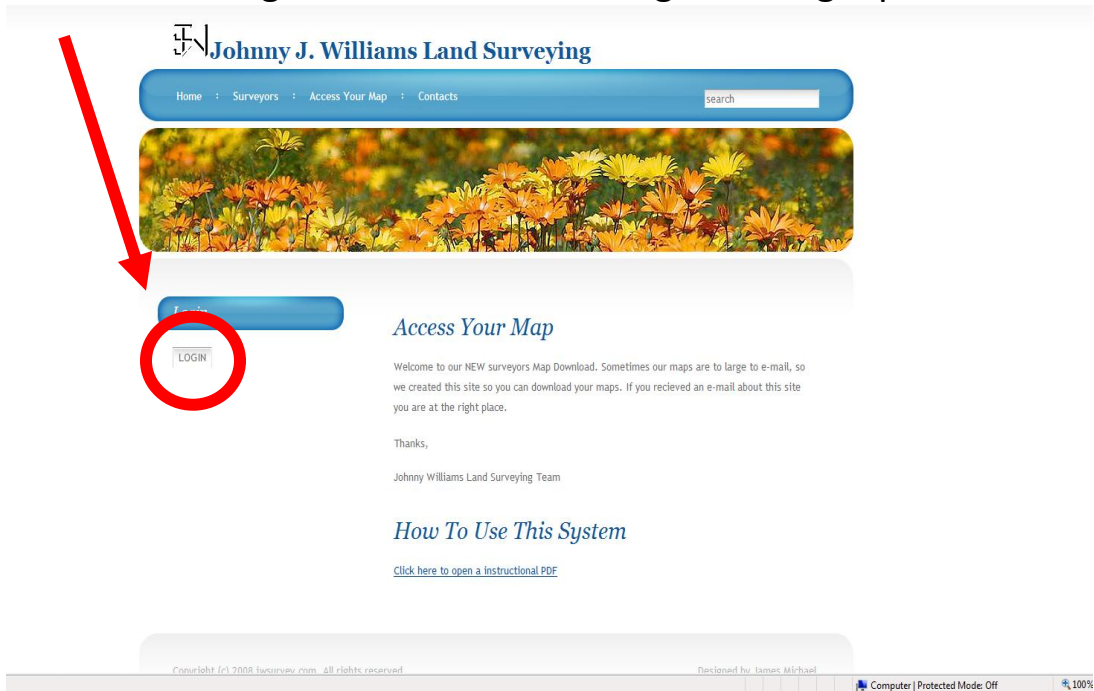 Johnny J. Williams Land Surveying
Home : Surveyors : Access Your Map : Contacts
search
Login
LOGIN
Access Your Map
Welcome to our NEW surveyors Map Download. Sometimes our maps are to large to e-mail, so
we created this site so you can download your maps. If you recieved an e-mail about this site
you are at the right place.
Thanks,
Johnny Williams Land Surveying Team
How To Use This System
Click here to open a instructional PDF
Copyright (c) 2008 jwsurvey.com. All rights reserved.
Designed by James Michael
Computer | Protected Mode: Off
100%